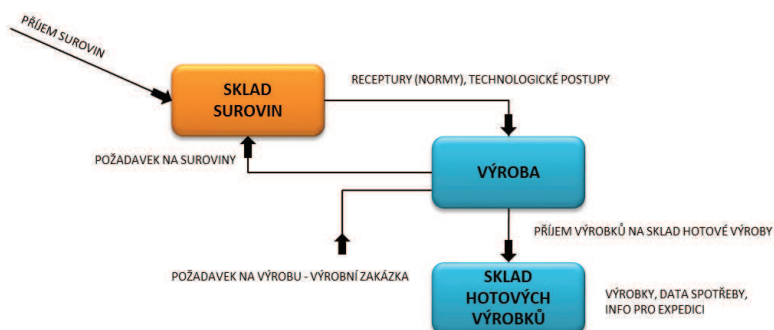 PŘÍJEM SUROVIN
SKLAD
SUROVIN
RECEPTURY (NORMY), TECHNOLOGICKÉ POSTUPY
POŽADAVEK NA SUROVINY
VÝROBA
PŘÍJEM VÝROBKŮ NA SKLAD HOTOVÉ VÝROBY
POŽADAVEK NA VÝROBU - VÝROBNÍ ZAKÁZKA
SKLAD
HOTOVÝCH
VÝROBKŮ
VÝROBKY, DATA SPOTŘEBY,
INFO PRO EXPEDICI